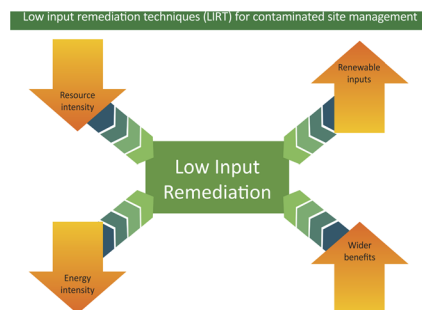 Low input remediation techniques (LIRT) for contaminated site management
Resource
intensity
Renewable
inputs
Low Input
Remediation
Energy
intensity
Wider
benefits